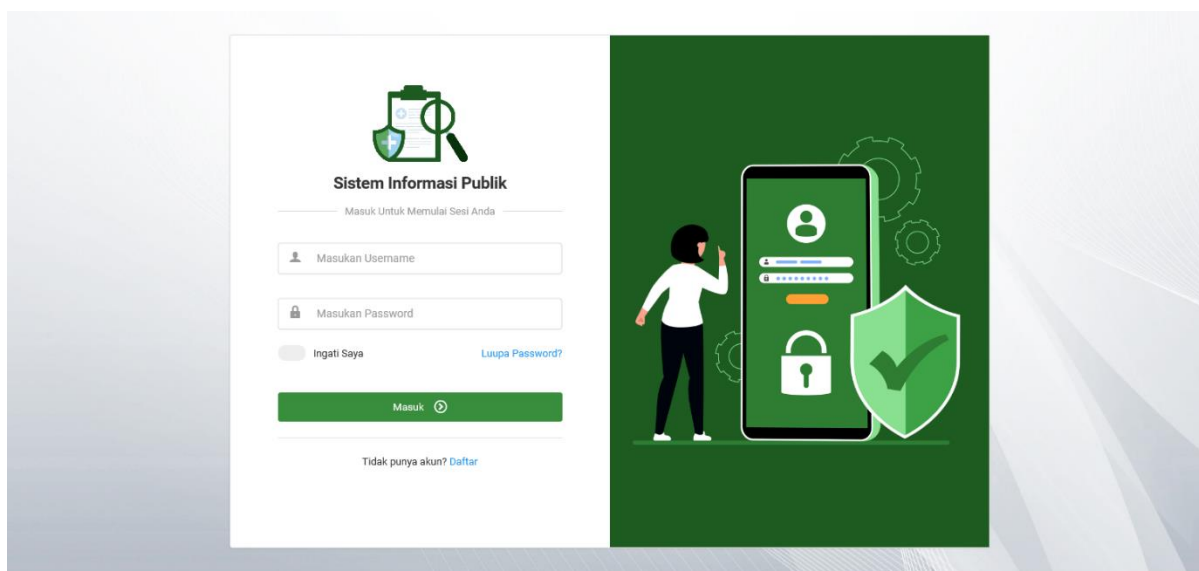 Sistem Informasi Publik
Masuk Untuk Memulai Sesi Anda
Masukan Username
Masukan Password
Ingati Saya
Luupa Password?
Masuk
Tidak punya akun? Daftar